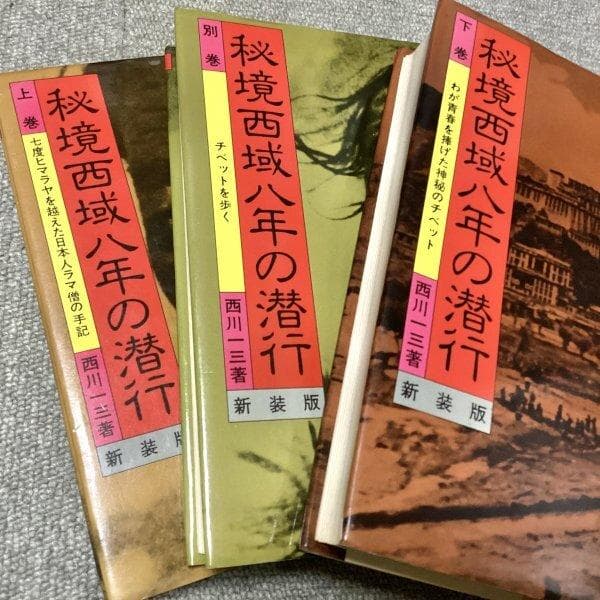 上巻
秘境西域八年の潜行
七度ヒマラヤを越えた日本人ラマ僧の手記
西川一三著
新装版
別巻
秘境西域八年の潜行
チベットを歩く
西川一三著
新装版
下巻
秘境西域八年の潜行
わが青春を捧げた神秘のチベット
西川一三著
新装版